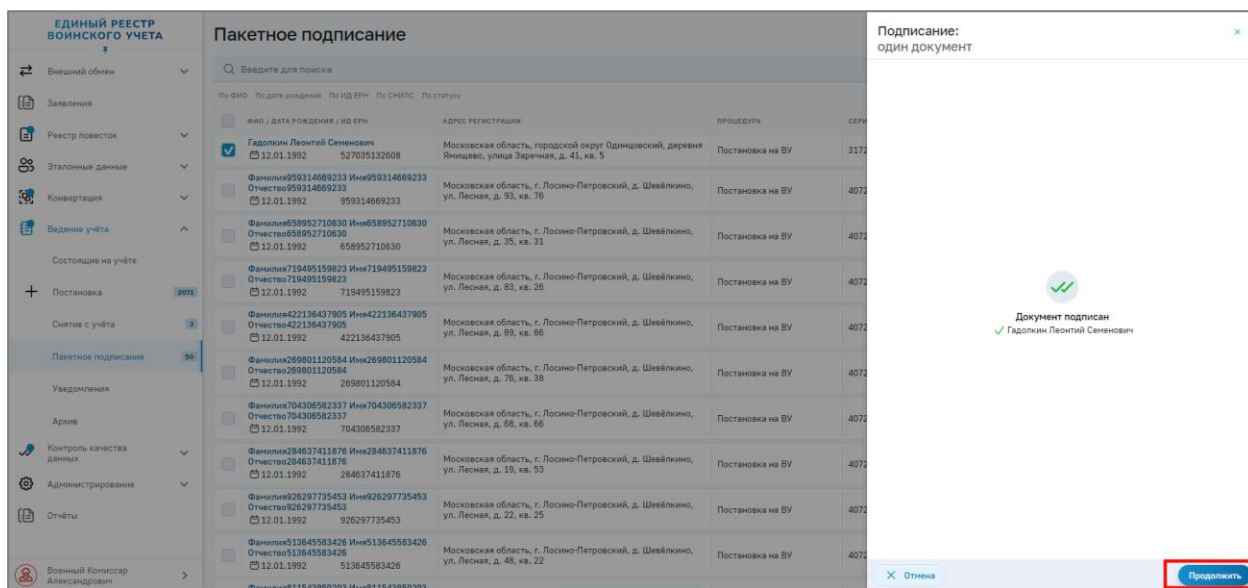 ЕДИНЫЙ РЕЕСТР
ВОИНСКОГО УЧЕТА
Внешний обмен
Заявления
Реестр повесток
Эталонные данные
Конвертация
Ведение учёта
Состоящие на учёте
Постановка 2071
Снятие с учёта 3
Пакетное подписание 50
Уведомления
Архив
Контроль качества
данных
Администрирование
Отчёты
Военный Комиссар
Александрович
Пакетное подписание
Введите для поиска
По ФИО По дате рождения По ИД ЕРН По СНИЛС По статусу
ФИО / ДАТА РОЖДЕНИЯ / ИД ЕРН АДРЕС РЕГИСТРАЦИИ ПРОЦЕДУРА СЕРИ
Гадолкин Леонтий Семенович
12.01.1992 527035132608
Московская область, городской округ Одинцовский, деревня
Ямищево, улица Заречная, д. 41, кв. 5
Постановка на ВУ 3172
Фамилия959314669233 Имя959314669233
Отчество959314669233
12.01.1992 959314669233
Московская область, г. Лосино-Петровский, д. Шевёлкино,
ул. Лесная, д. 93, кв. 76
Постановка на ВУ 4072
Фамилия658952710630 Имя658952710630
Отчество658952710630
12.01.1992 658952710630
Московская область, г. Лосино-Петровский, д. Шевёлкино,
ул. Лесная, д. 35, кв. 31
Постановка на ВУ 4072
Фамилия719495159823 Имя719495159823
Отчество719495159823
12.01.1992 719495159823
Московская область, г. Лосино-Петровский, д. Шевёлкино,
ул. Лесная, д. 83, кв. 26
Постановка на ВУ 4072
Фамилия422136437905 Имя422136437905
Отчество422136437905
12.01.1992 422136437905
Московская область, г. Лосино-Петровский, д. Шевёлкино,
ул. Лесная, д. 89, кв. 86
Постановка на ВУ 4072
Фамилия269801120584 Имя269801120584
Отчество269801120584
12.01.1992 269801120584
Московская область, г. Лосино-Петровский, д. Шевёлкино,
ул. Лесная, д. 76, кв. 38
Постановка на ВУ 4072
Фамилия704306582337 Имя704306582337
Отчество704306582337
12.01.1992 704306582337
Московская область, г. Лосино-Петровский, д. Шевёлкино,
ул. Лесная, д. 68, кв. 66
Постановка на ВУ 4072
Фамилия284637411876 Имя284637411876
Отчество284637411876
12.01.1992 284637411876
Московская область, г. Лосино-Петровский, д. Шевёлкино,
ул. Лесная, д. 19, кв. 53
Постановка на ВУ 4072
Фамилия926297735453 Имя926297735453
Отчество926297735453
12.01.1992 926297735453
Московская область, г. Лосино-Петровский, д. Шевёлкино,
ул. Лесная, д. 22, кв. 25
Постановка на ВУ 4072
Фамилия513645583426 Имя513645583426
Отчество513645583426
12.01.1992 513645583426
Московская область, г. Лосино-Петровский, д. Шевёлкино,
ул. Лесная, д. 48, кв. 22
Постановка на ВУ 4072
Подписание:
один документ
Документ подписан
Гадолкин Леонтий Семенович
Отмена
Продолжить